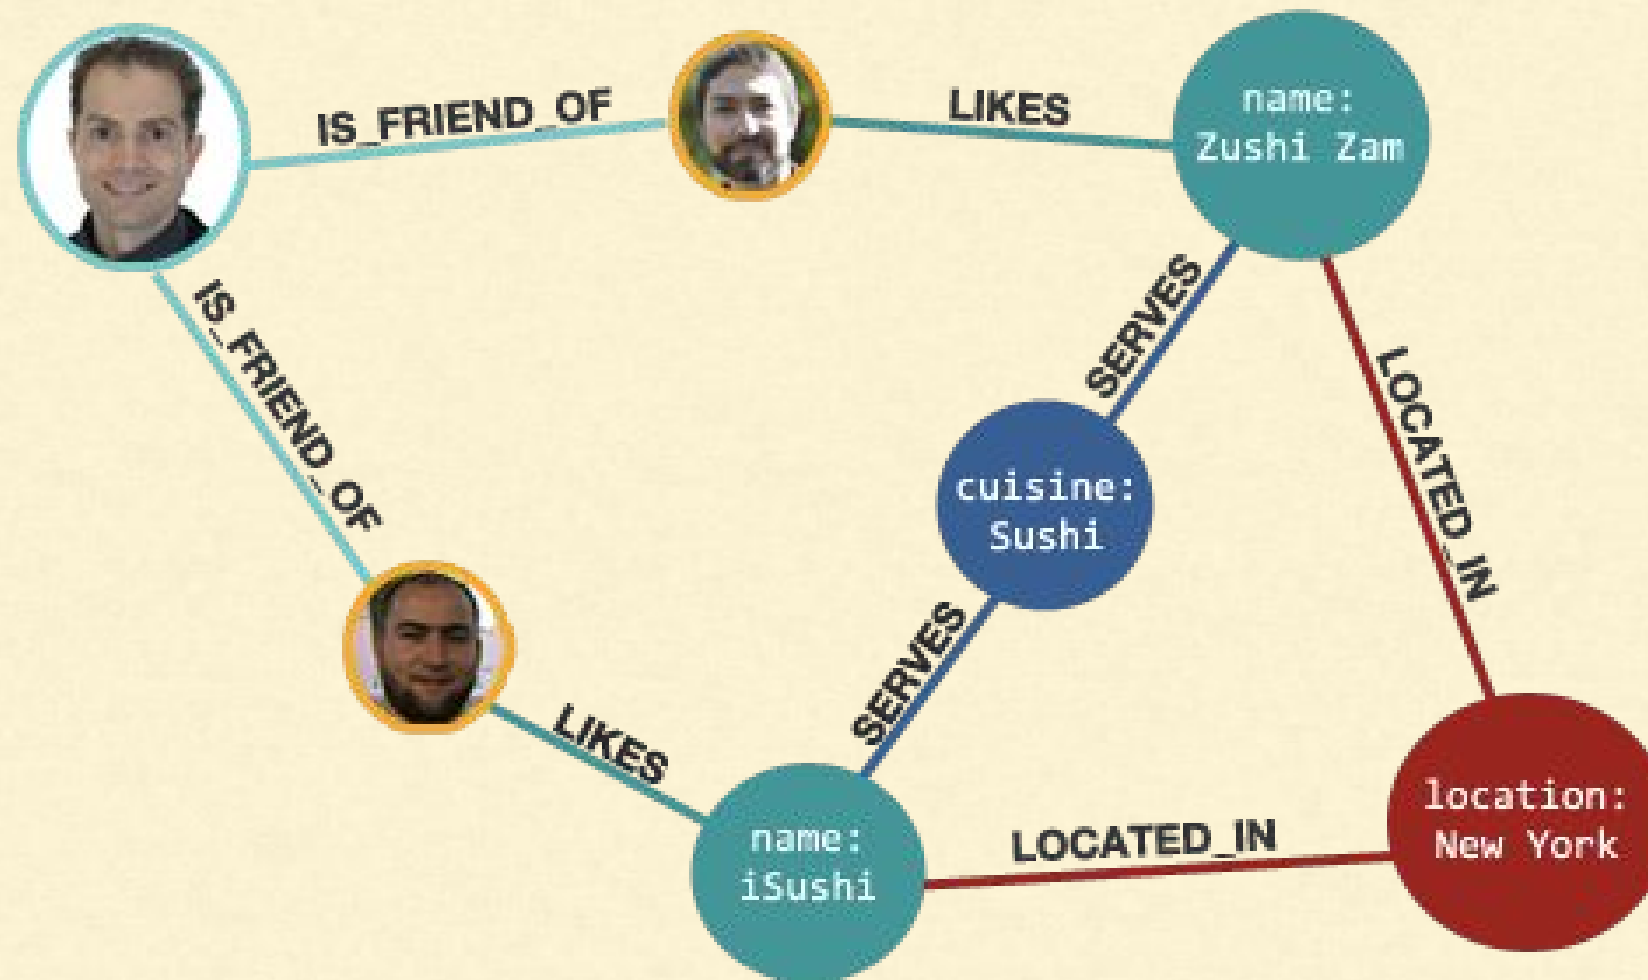 IS_FRIEND_OF
LIKES
name:
Zushi Zam
IS_FRIEND_OF
SERVES
LOCATED_IN
cuisine:
Sushi
SERVES
LIKES
name:
iSushi
LOCATED_IN
location:
New York